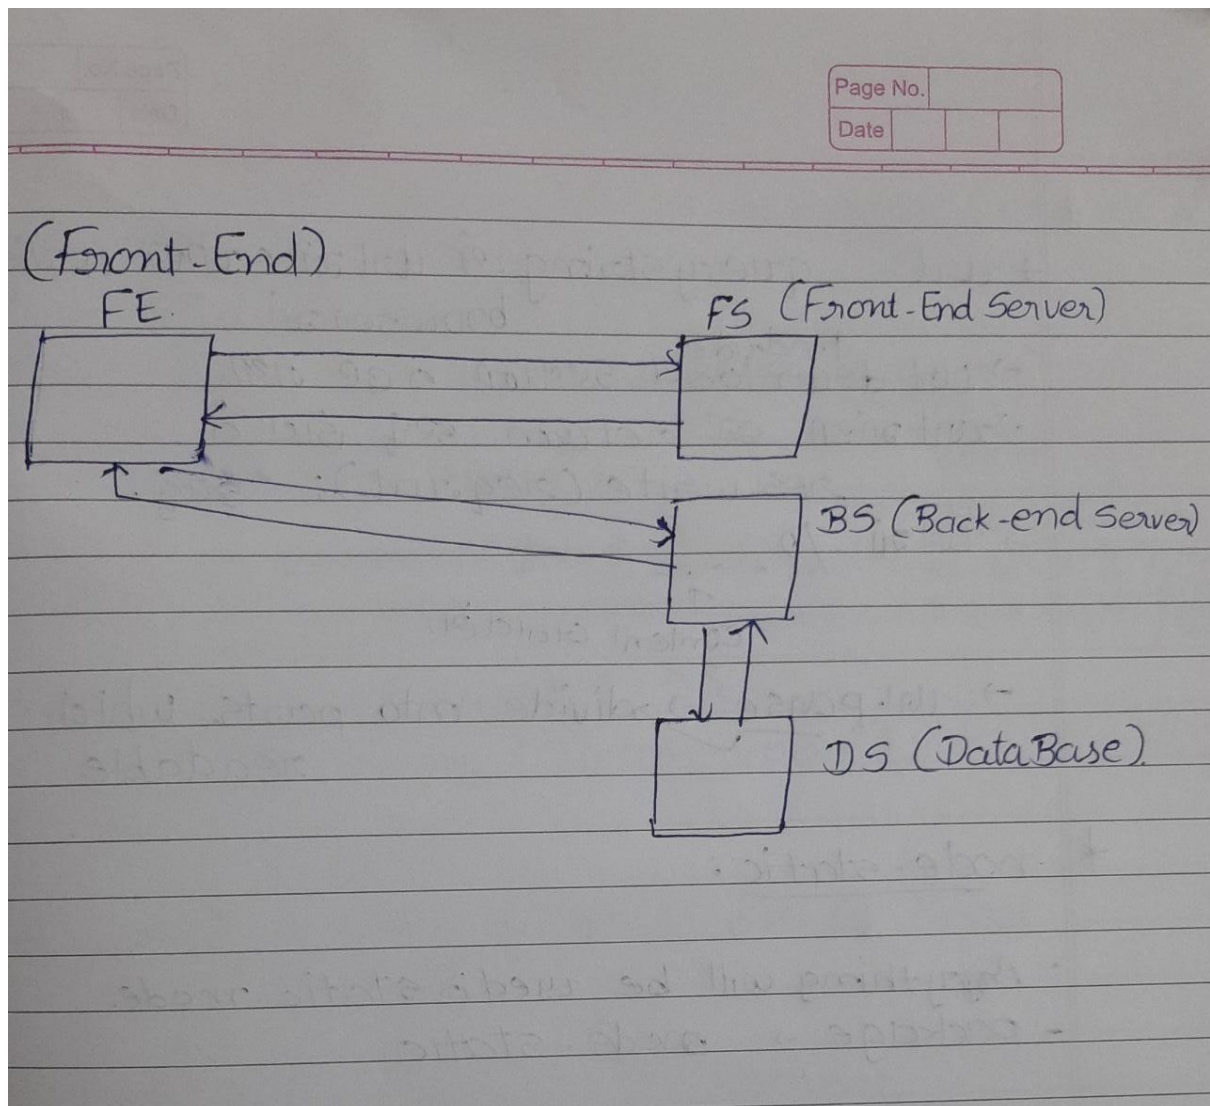 Page No.
Date
(Front-End)
FE.
FS (Front-End Server)
BS (Back-end Server)
DS (DataBase).